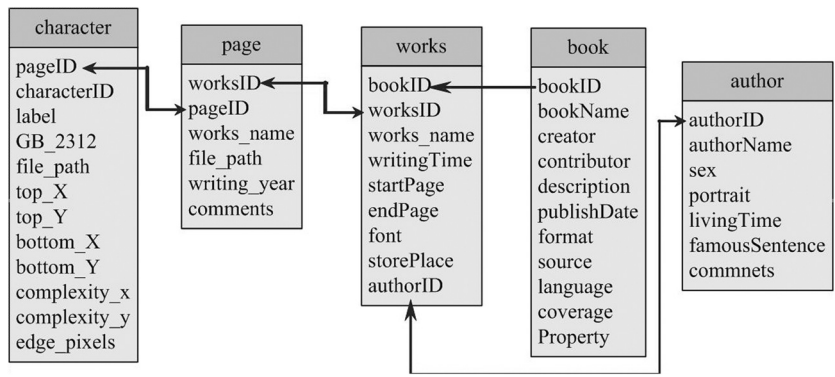 character
pageID
characterID
label
GB_2312
file_path
top_X
top_Y
bottom_X
bottom_Y
complexity_x
complexity_y
edge_pixels
page
worksID
pageID
works_name
file_path
writing_year
comments
works
bookID
worksID
works_name
writingTime
startPage
endPage
font
storePlace
authorID
book
bookID
bookName
creator
contributor
description
publishDate
format
source
language
coverage
Property
author
authorID
authorName
sex
portrait
livingTime
famousSentence
commnets